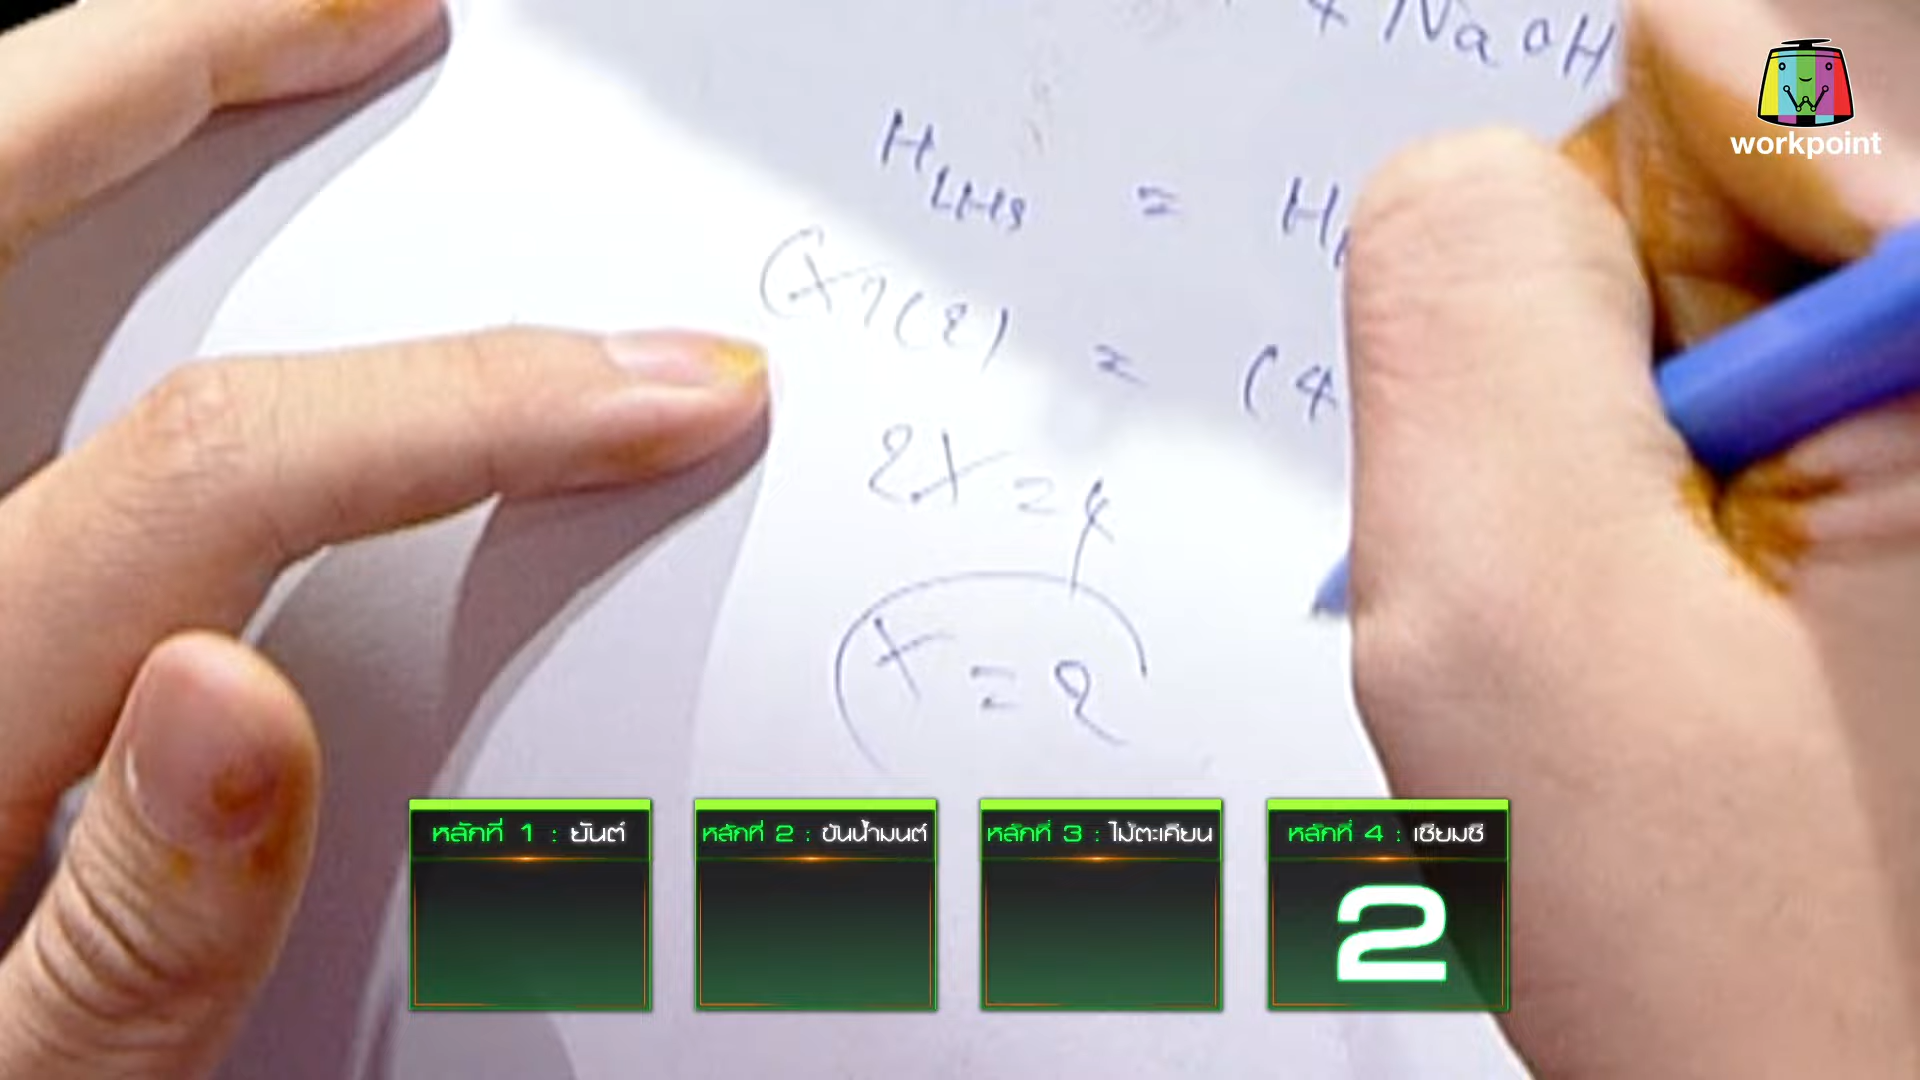 + NaOH
workpoint
H LHS = H
(x)(2) = (4
2x = 4
x = 2
หลักที่ 1 : ยันต์
หลักที่ 2 : ขันน้ำมนต์
หลักที่ 3 : ไม้ตะเคียน
หลักที่ 4 : เซียมซี
2